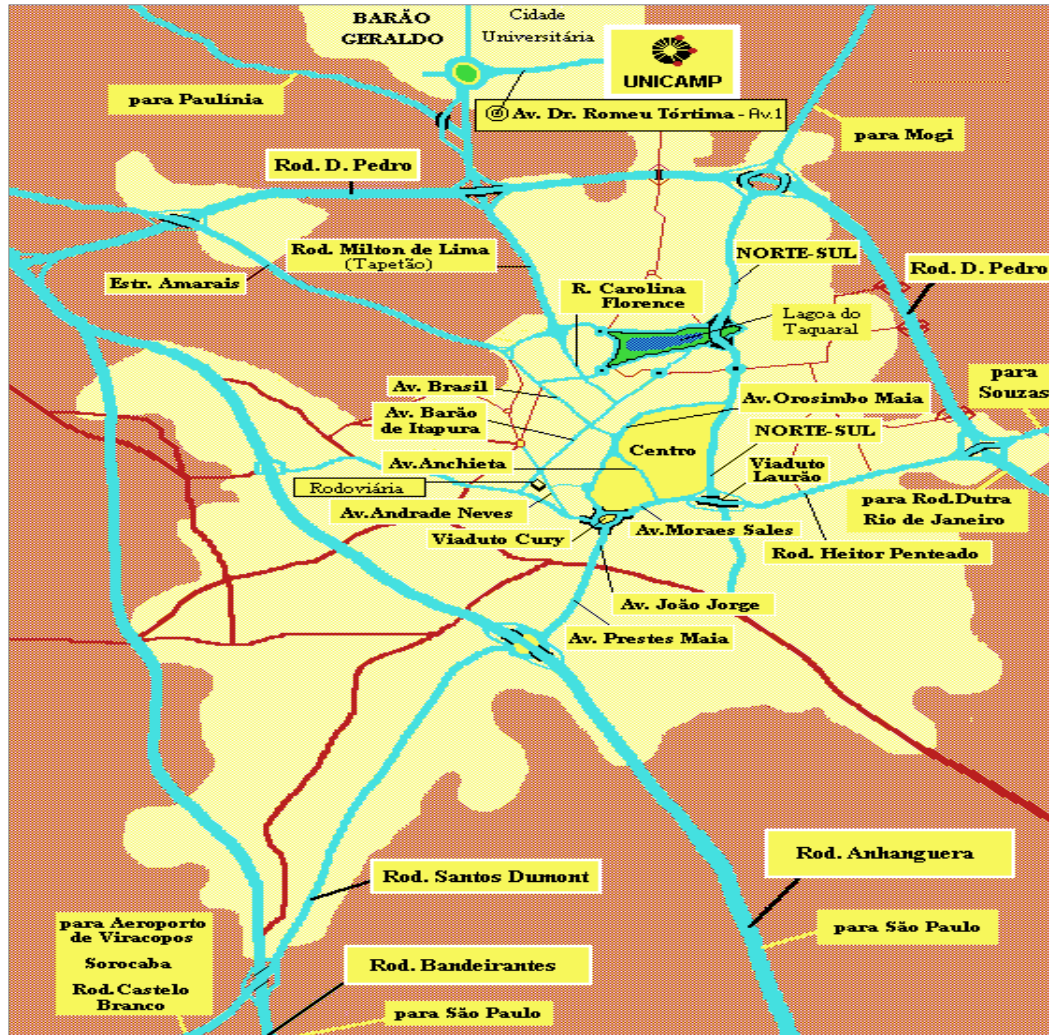 BARÃO
GERALDO
Cidade
Universitária
UNICAMP
para Paulínia
Av. Dr. Romeu Tórtima - Av.1
para Mogi
Rod. D. Pedro
Rod. Milton de Lima
(Tapetão)
NORTE-SUL
Estr. Amarais
R. Carolina
Florence
Rod. D. Pedro
Lagoa do
Taquaral
Av. Brasil
para
Souzas
Av. Orosimbo Maia
Av. Barão
de Itapura
NORTE-SUL
Centro
Av.Anchieta
Viaduto
Laurão
Rodoviária
para Rod.Dutra
Rio de Janeiro
Av.Andrade Neves
Av.Moraes Sales
Viaduto Cury
Rod. Heitor Penteado
Av. João Jorge
Av. Prestes Maia
Rod. Anhanguera
Rod. Santos Dumont
para Aeroporto
de Viracopos
Sorocaba
Rod. Castelo
Branco
para São Paulo
Rod. Bandeirantes
para São Paulo